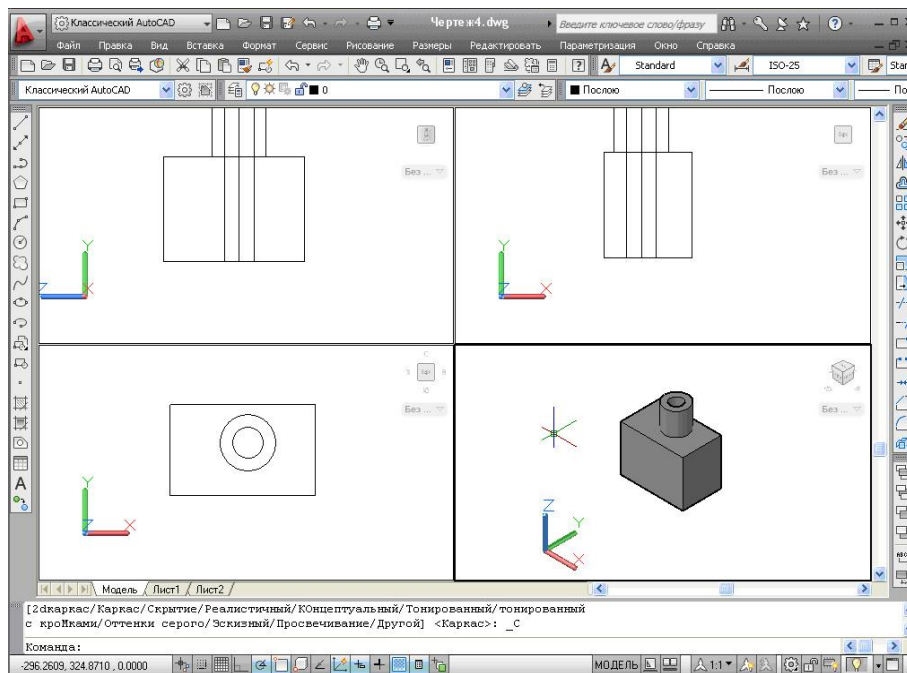 Классический AutoCAD Чертеж4.dwg Введите ключевое слово/фразу
Файл Правка Вид Вставка Формат Сервис Рисование Размеры Редактировать Параметризация Окно Справка
Standard ISO-25 Star
Классический AutoCAD 0 Послою Послою По
Без ... Без ...
Y Z X Y Z X
Без ... Без ...
Y Z X Z Y X
Модель Лист1 Лист2
[2dкаркас/Каркас/Скрытие/Реалистичный/КОнцептуальный/Тонированный/тонированный
с кроМками/Оттенки серого/Эскизный/Просвечивание/Другой] <Каркас>: _C
Команда:
-296.2609, 324.8710, 0.0000 МОДЕЛЬ 1:1